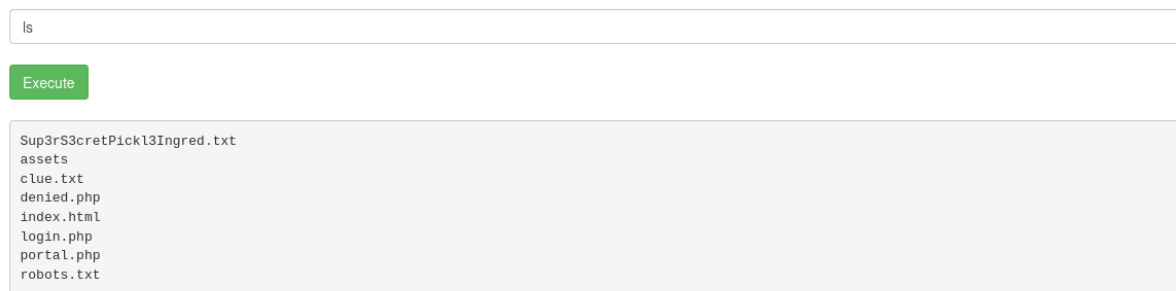 ls
Execute
Sup3rS3cretPickl3Ingred.txt
assets
clue.txt
denied.php
index.html
login.php
portal.php
robots.txt